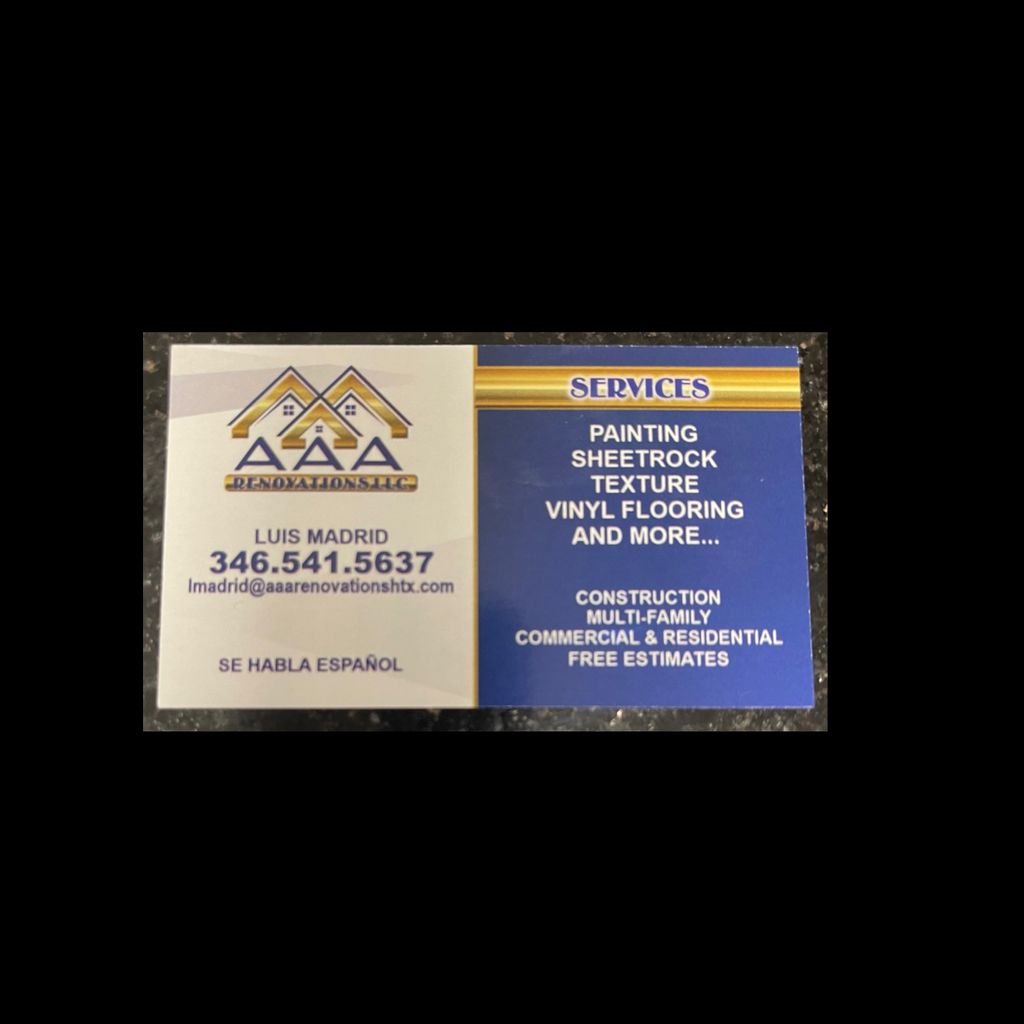 AAA
RENOVATIONS LLC
LUIS MADRID
346.541.5637
lmadrid@aaarenovationshtx.com
SE HABLA ESPAÑOL
SERVICES
PAINTING
SHEETROCK
TEXTURE
VINYL FLOORING
AND MORE...
CONSTRUCTION
MULTI-FAMILY
COMMERCIAL & RESIDENTIAL
FREE ESTIMATES